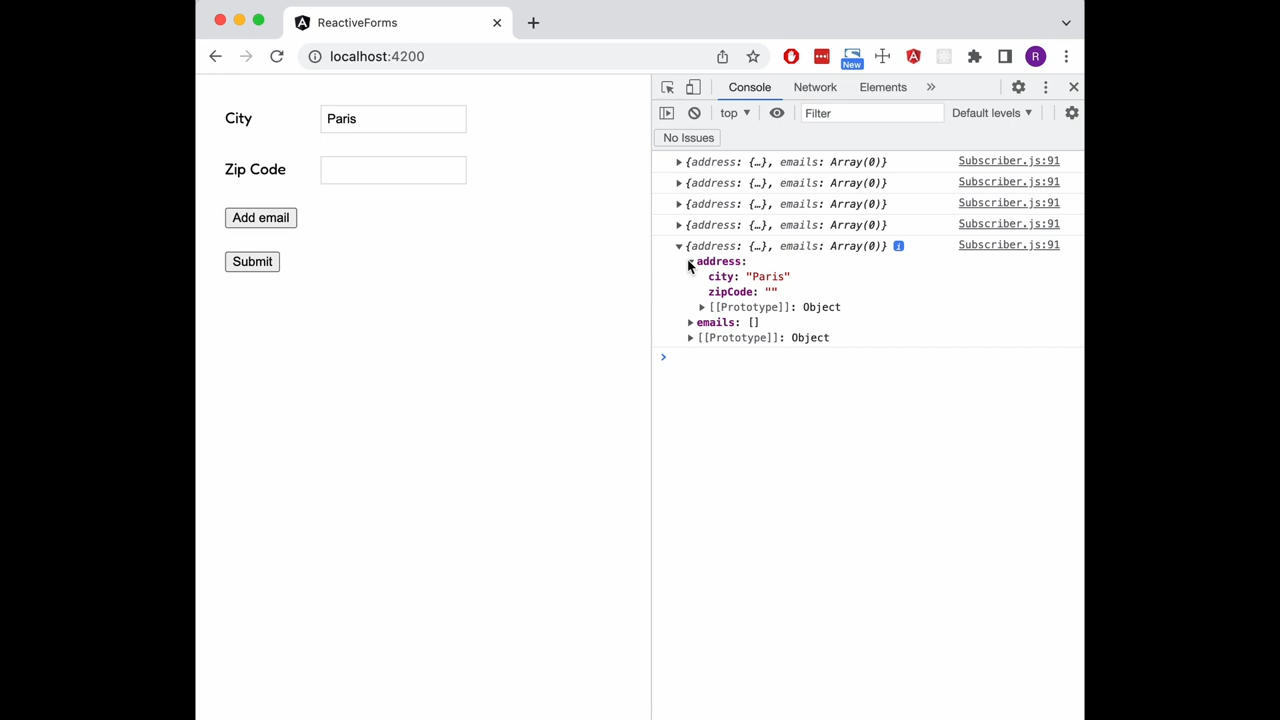 ReactiveForms
localhost:4200
New
R
City
Paris
Zip Code
Add email
Submit
Console Network Elements
top Filter Default levels
No Issues
{address: {…}, emails: Array(0)} Subscriber.js:91
{address: {…}, emails: Array(0)} Subscriber.js:91
{address: {…}, emails: Array(0)} Subscriber.js:91
{address: {…}, emails: Array(0)} Subscriber.js:91
{address: {…}, emails: Array(0)} i Subscriber.js:91
address:
city: "Paris"
zipCode: ""
[[Prototype]]: Object
emails: []
[[Prototype]]: Object